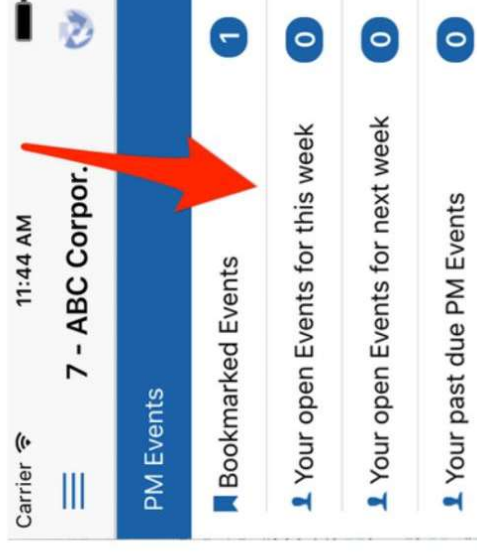 Carrier 11:44 AM
7 - ABC Corpor.
PM Events
Bookmarked Events 1
Your open Events for this week 0
Your open Events for next week 0
Your past due PM Events 0